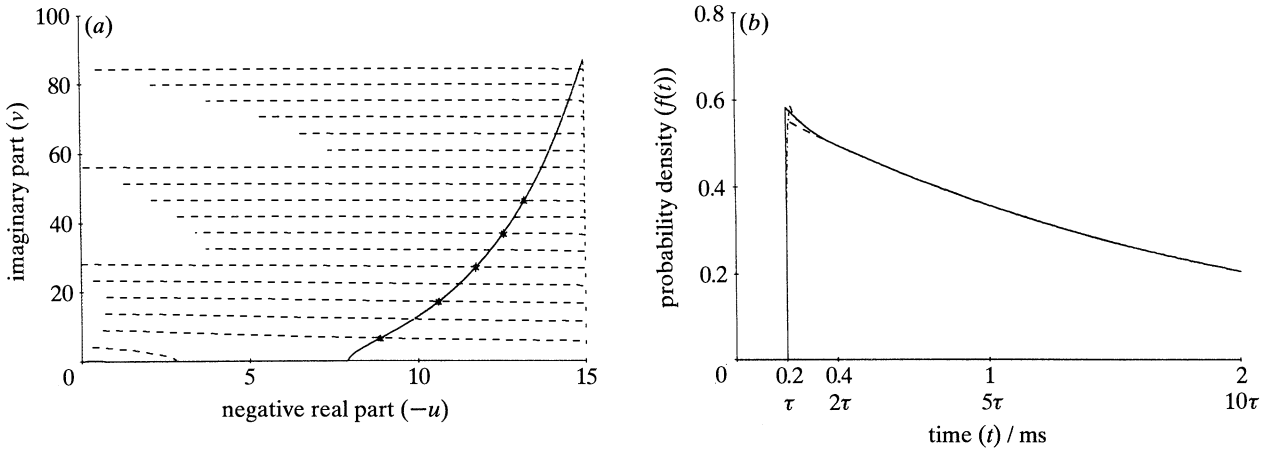 (a)
100
80
60
40
20
0 5 10 15
imaginary part (v)
negative real part (−u)
(b)
0.8
0.6
0.4
0.2
0 0.2 0.4 1 2
τ 2τ 5τ 10τ
probability density (f(t))
time (t) / ms